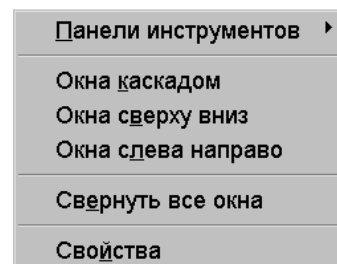 Панели инструментов
Окна каскадом
Окна сверху вниз
Окна слева направо
Свернуть все окна
Свойства